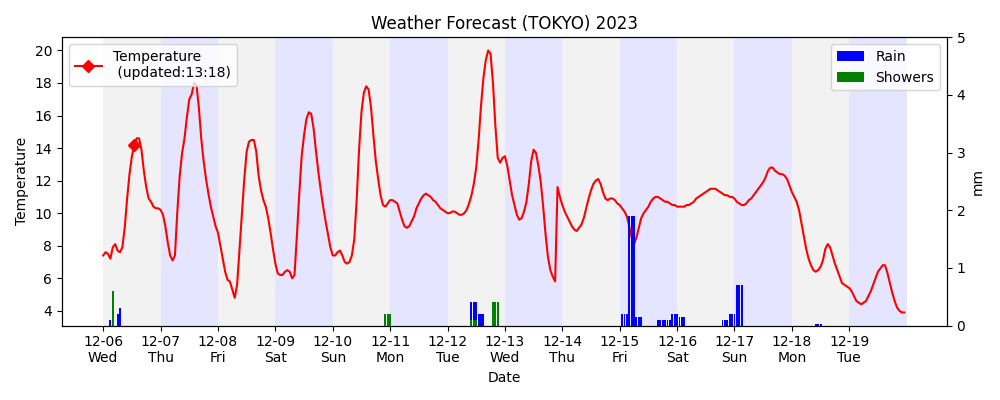 Weather Forecast (TOKYO) 2023
Temperature
(updated:13:18)
Rain
Showers
20
18
16
14
12
10
8
6
4
Temperature
5
4
3
2
1
0
mm
12-06 12-07 12-08 12-09 12-10 12-11 12-12 12-13 12-14 12-15 12-16 12-17 12-18 12-19
Wed Thu Fri Sat Sun Mon Tue Wed Thu Fri Sat Sun Mon Tue
Date